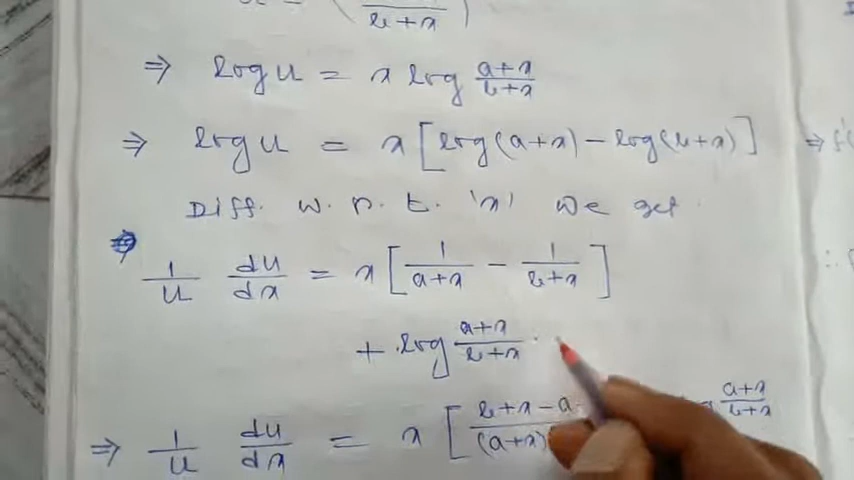 b+x
⇒ log u = x log (a+x)/(b+x)
⇒ log u = x [log(a+x) - log(b+x)]
Diff. w. r. t. 'x' We get
1/u du/dx = x [1/(a+x) - 1/(b+x)]
+ log (a+x)/(b+x) .
⇒ 1/u du/dx = x [(b+x-a)/((a+x) (a+x)/(b+x)